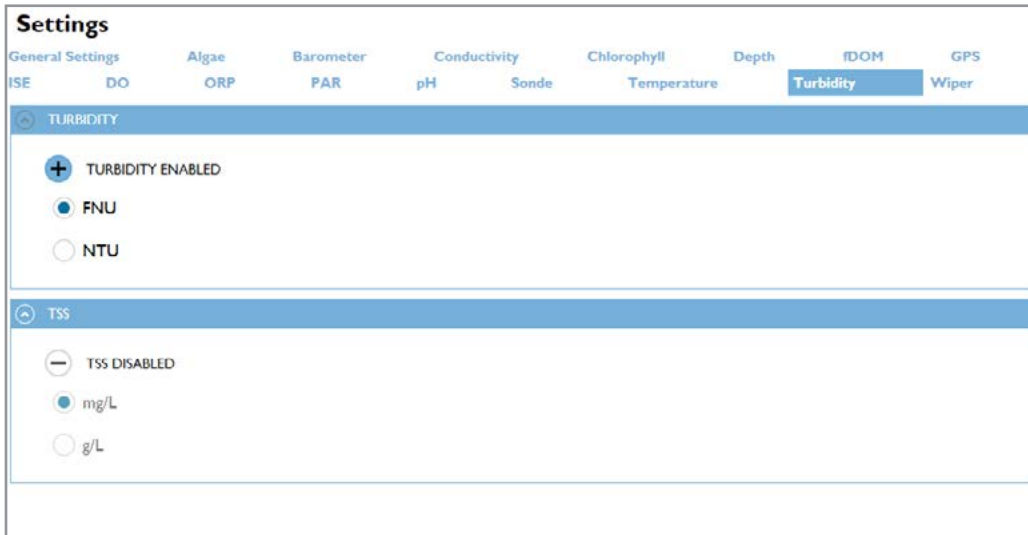 Settings
General Settings Algae Barometer Conductivity Chlorophyll Depth fDOM GPS
ISE DO ORP PAR pH Sonde Temperature Turbidity Wiper
TURBIDITY
TURBIDITY ENABLED
FNU
NTU
TSS
TSS DISABLED
mg/L
g/L